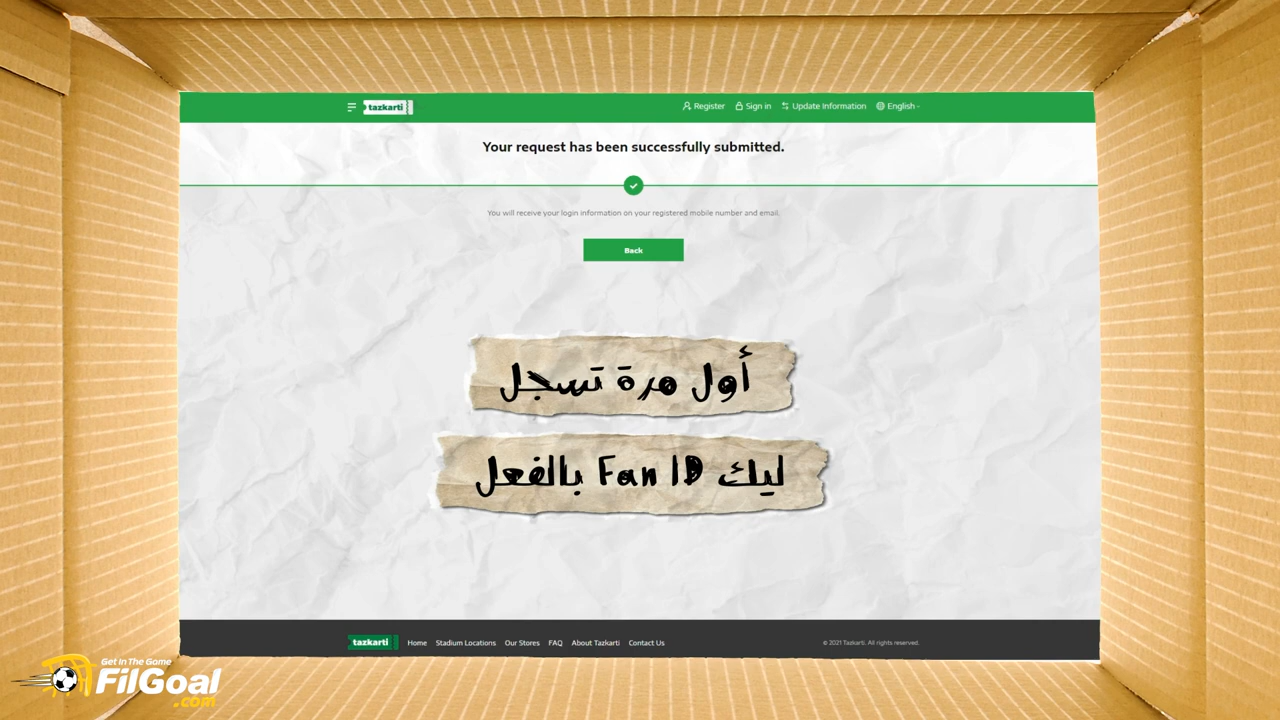 tazkarti
Register Sign in Update Information English
Your request has been successfully submitted.
You will receive your login information on your registered mobile number and email.
Back
أول مرة تسجل
ليك Fan ID بالفعل
tazkarti Home Stadium Locations Our Stores FAQ About Tazkarti Contact Us © 2021 Tazkarti. All rights reserved.
Get In The Game
FilGoal
.com